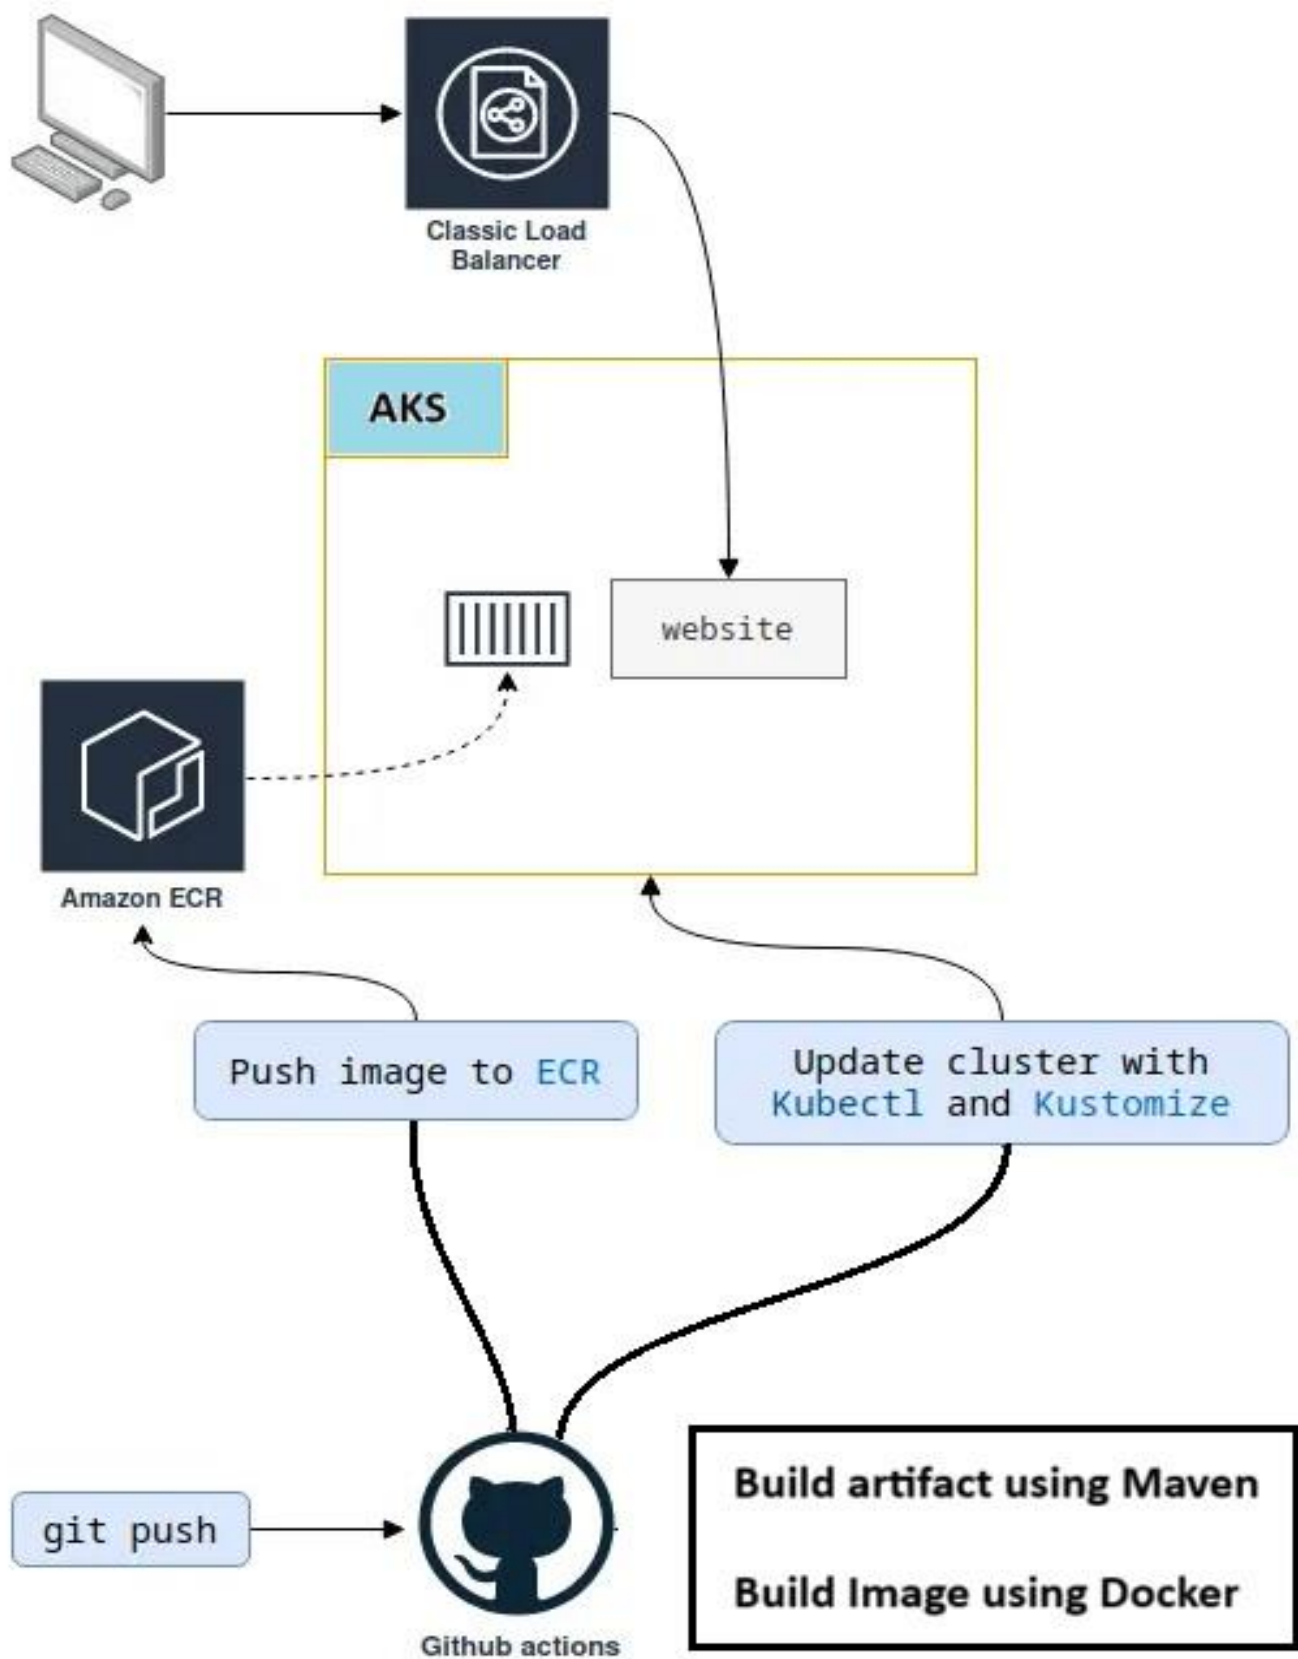 Classic Load
Balancer
AKS
website
Amazon ECR
Push image to ECR
Update cluster with
Kubectl and Kustomize
git push
Github actions
Build artifact using Maven
Build Image using Docker